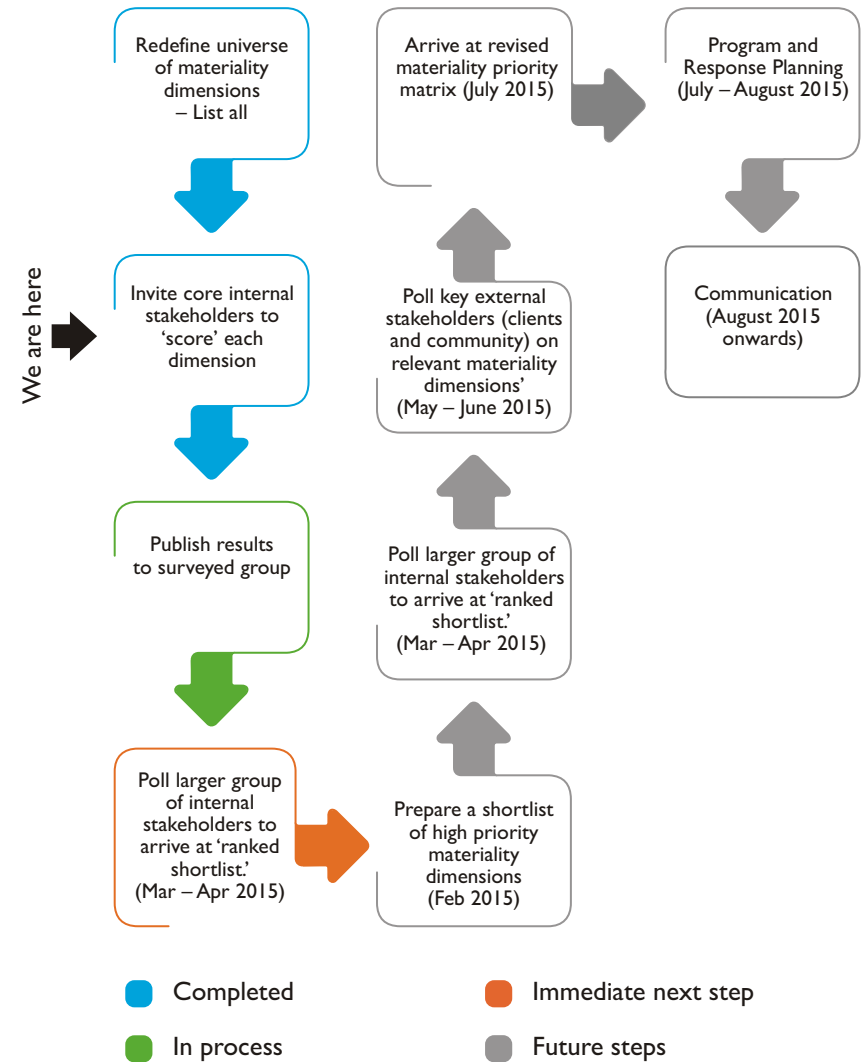 Redefine universe
of materiality
dimensions
– List all
We are here
Invite core internal
stakeholders to
‘score’ each
dimension
Publish results
to surveyed group
Poll larger group
of internal
stakeholders to
arrive at ‘ranked
shortlist.’
(Mar – Apr 2015)
Prepare a shortlist
of high priority
materiality
dimensions
(Feb 2015)
Poll larger group of
internal stakeholders
to arrive at ‘ranked
shortlist.’
(Mar – Apr 2015)
Poll key external
stakeholders (clients
and community) on
relevant materiality
dimensions’
(May – June 2015)
Arrive at revised
materiality priority
matrix (July 2015)
Program and
Response Planning
(July – August 2015)
Communication
(August 2015
onwards)
Completed
In process
Immediate next step
Future steps